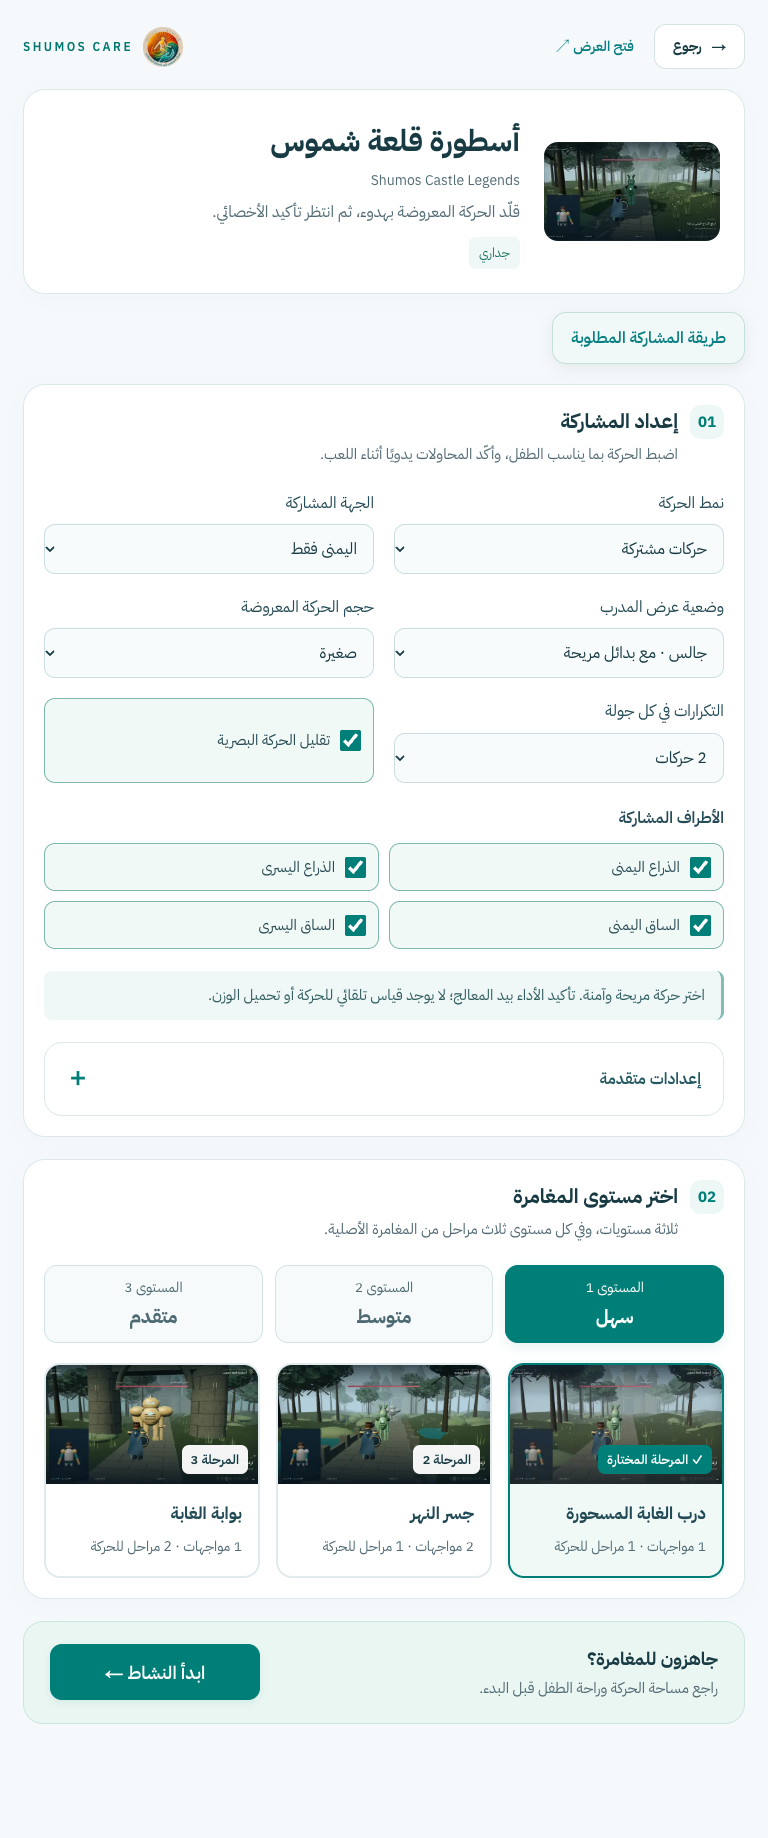 → رجوع
فتح العرض ↗
SHUMOS CARE
أسطورة قلعة شموس
Shumos Castle Legends
قلّد الحركة المعروضة بهدوء، ثم انتظر تأكيد الأخصائي.
جداري
طريقة المشاركة المطلوبة
01
إعداد المشاركة
اضبط الحركة بما يناسب الطفل، وأكّد المحاولات يدويًا أثناء اللعب.
نمط الحركة
حركات مشتركة
الجهة المشاركة
اليمنى فقط
وضعية عرض المدرب
جالس · مع بدائل مريحة
حجم الحركة المعروضة
صغيرة
التكرارات في كل جولة
2 حركات
تقليل الحركة البصرية
الأطراف المشاركة
الذراع اليمنى
الذراع اليسرى
الساق اليمنى
الساق اليسرى
اختر حركة مريحة وآمنة. تأكيد الأداء بيد المعالج؛ لا يوجد قياس تلقائي للحركة أو تحميل الوزن.
إعدادات متقدمة
+
02
اختر مستوى المغامرة
ثلاثة مستويات، وفي كل مستوى ثلاث مراحل من المغامرة الأصلية.
المستوى 1
سهل
المستوى 2
متوسط
المستوى 3
متقدم
✓ المرحلة المختارة
درب الغابة المسحورة
1 مواجهات · 1 مراحل للحركة
المرحلة 2
جسر النهر
2 مواجهات · 1 مراحل للحركة
المرحلة 3
بوابة الغابة
1 مواجهات · 2 مراحل للحركة
جاهزون للمغامرة؟
راجع مساحة الحركة وراحة الطفل قبل البدء.
ابدأ النشاط ←